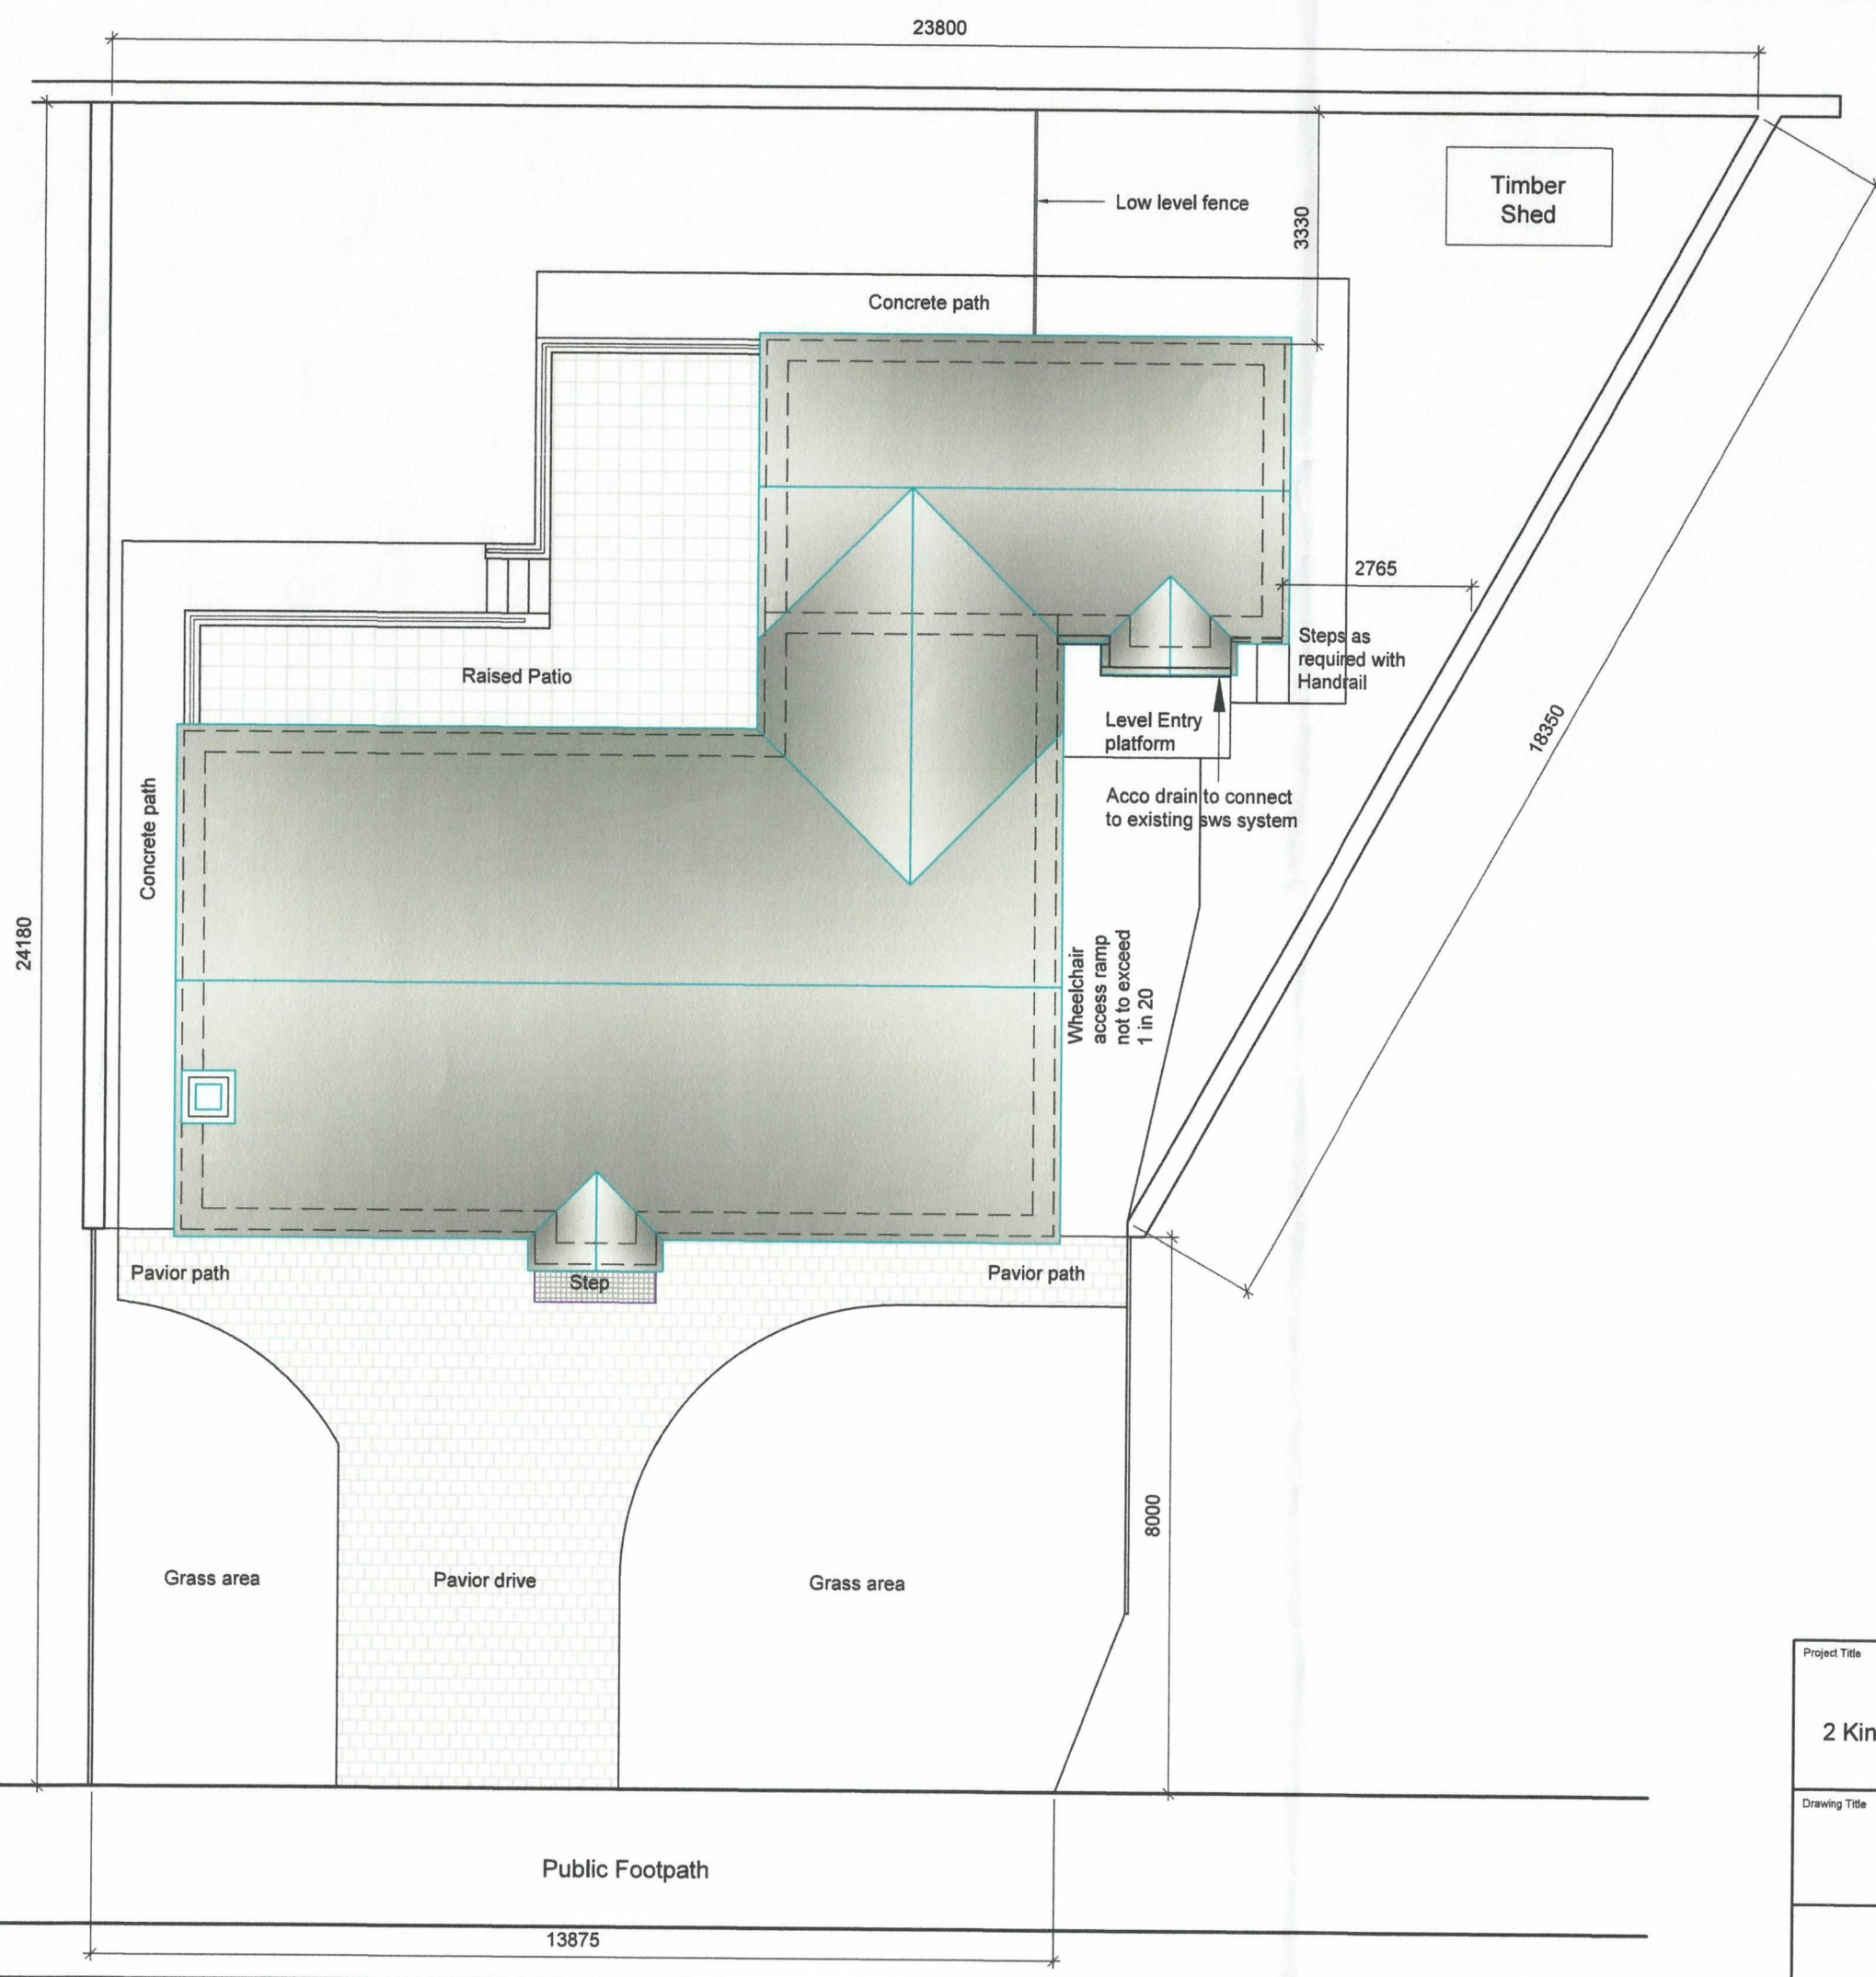 23800
Timber
Shed
Low level fence
3330
Concrete path
2765
Steps as
required with
Handrail
Raised Patio
Level Entry
platform
18350
Acco drain to connect
to existing sws system
Concrete path
24180
Wheelchair
access ramp
not to exceed
1 in 20
Pavior path
Step
Pavior path
8000
Grass area
Pavior drive
Grass area
Project Title
2 Kin
Drawing Title
Public Footpath
13875